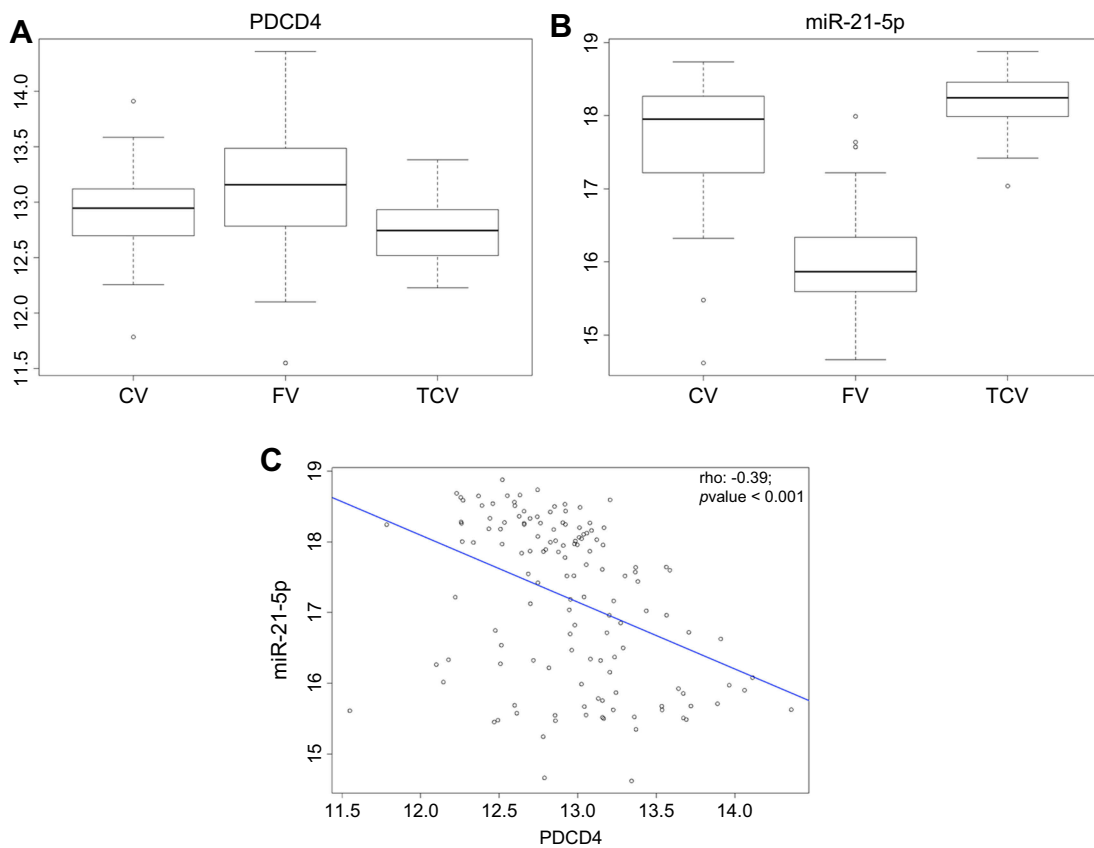 A
PDCD4
14.0
13.5
13.0
12.5
12.0
11.5
CV
FV
TCV
B
miR-21-5p
19
18
17
16
15
CV
FV
TCV
C
rho: -0.39;
pvalue < 0.001
miR-21-5p
19
18
17
16
15
11.5
12.0
12.5
13.0
13.5
14.0
PDCD4